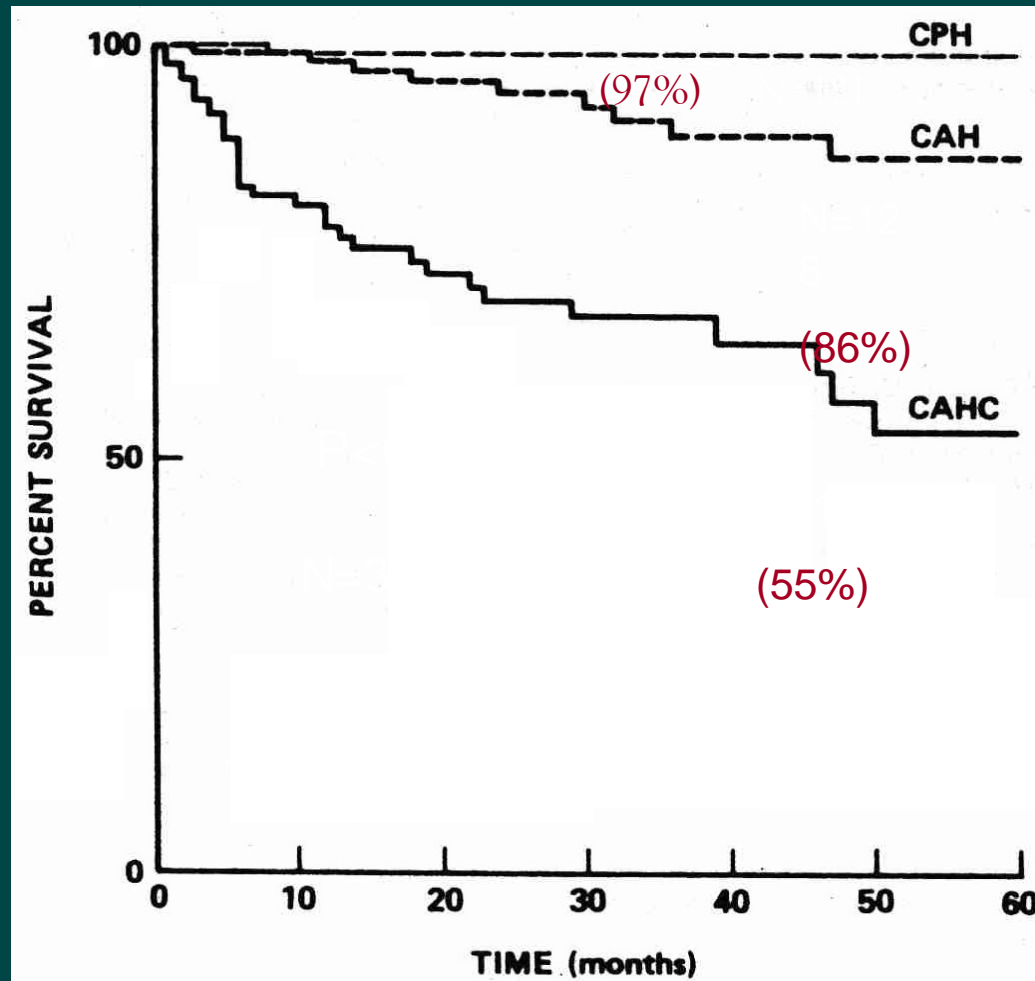 100
CPH
(97%)
CAH
N=12
(86%)
CAHC
50
(55%)
0
0 10 20 30 40 50 60
PERCENT SURVIVAL
TIME (months)